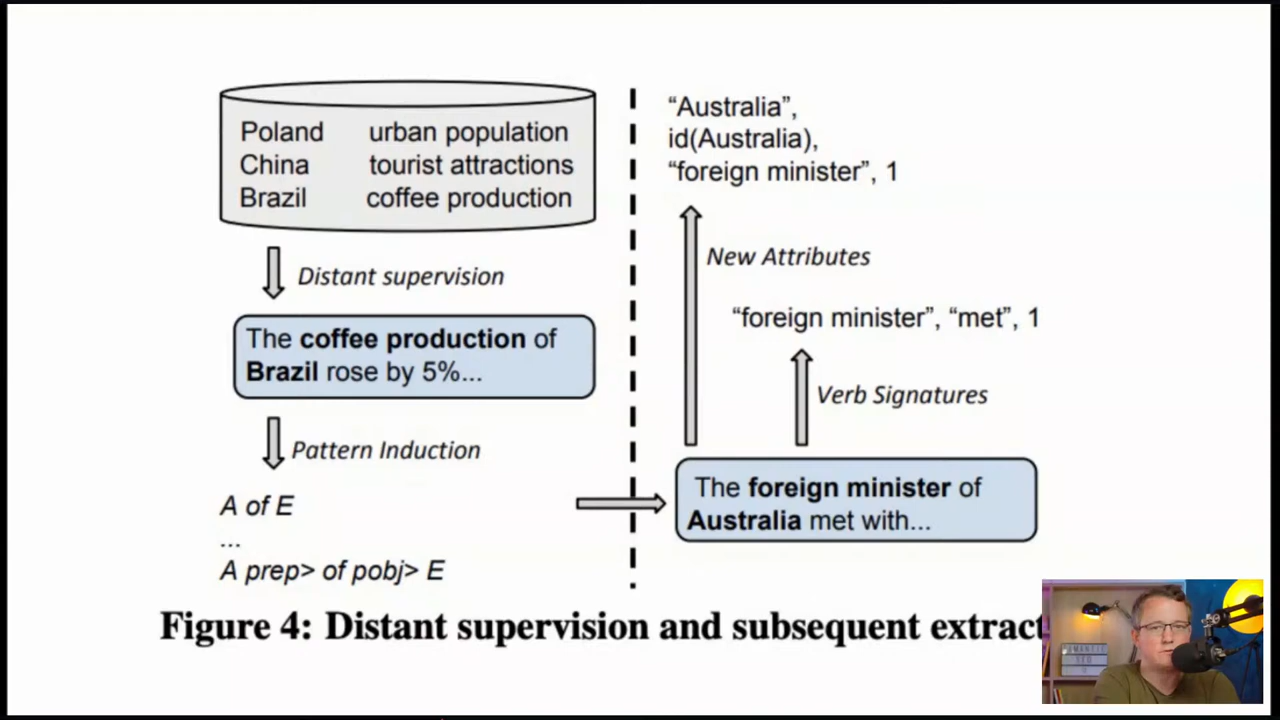 Poland urban population
China tourist attractions
Brazil coffee production
Distant supervision
The coffee production of
Brazil rose by 5%...
Pattern Induction
A of E
...
A prep> of pobj> E
“Australia”,
id(Australia),
“foreign minister”, 1
New Attributes
“foreign minister”, “met”, 1
Verb Signatures
The foreign minister of
Australia met with...
Figure 4: Distant supervision and subsequent extract